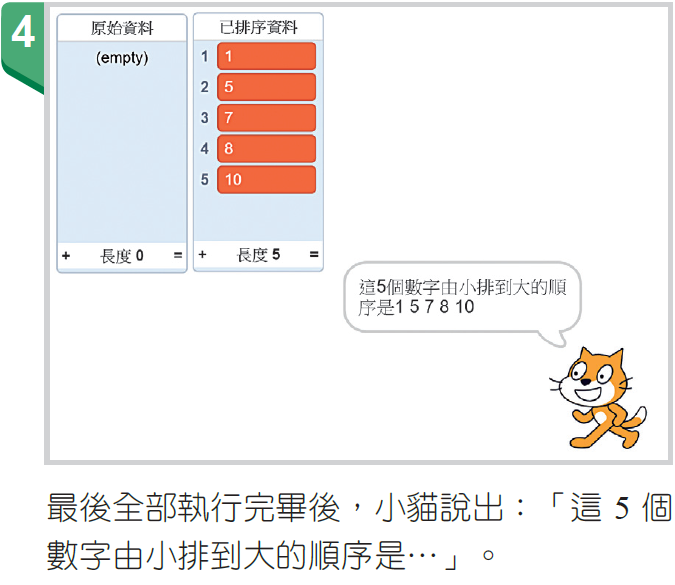 4
原始資料
(empty)
+ 長度 0 =
已排序資料
1 1
2 5
3 7
4 8
5 10
+ 長度 5 =
這5個數字由小排到大的順
序是1 5 7 8 10
最後全部執行完畢後，小貓說出：「這 5 個
數字由小排到大的順序是…」。